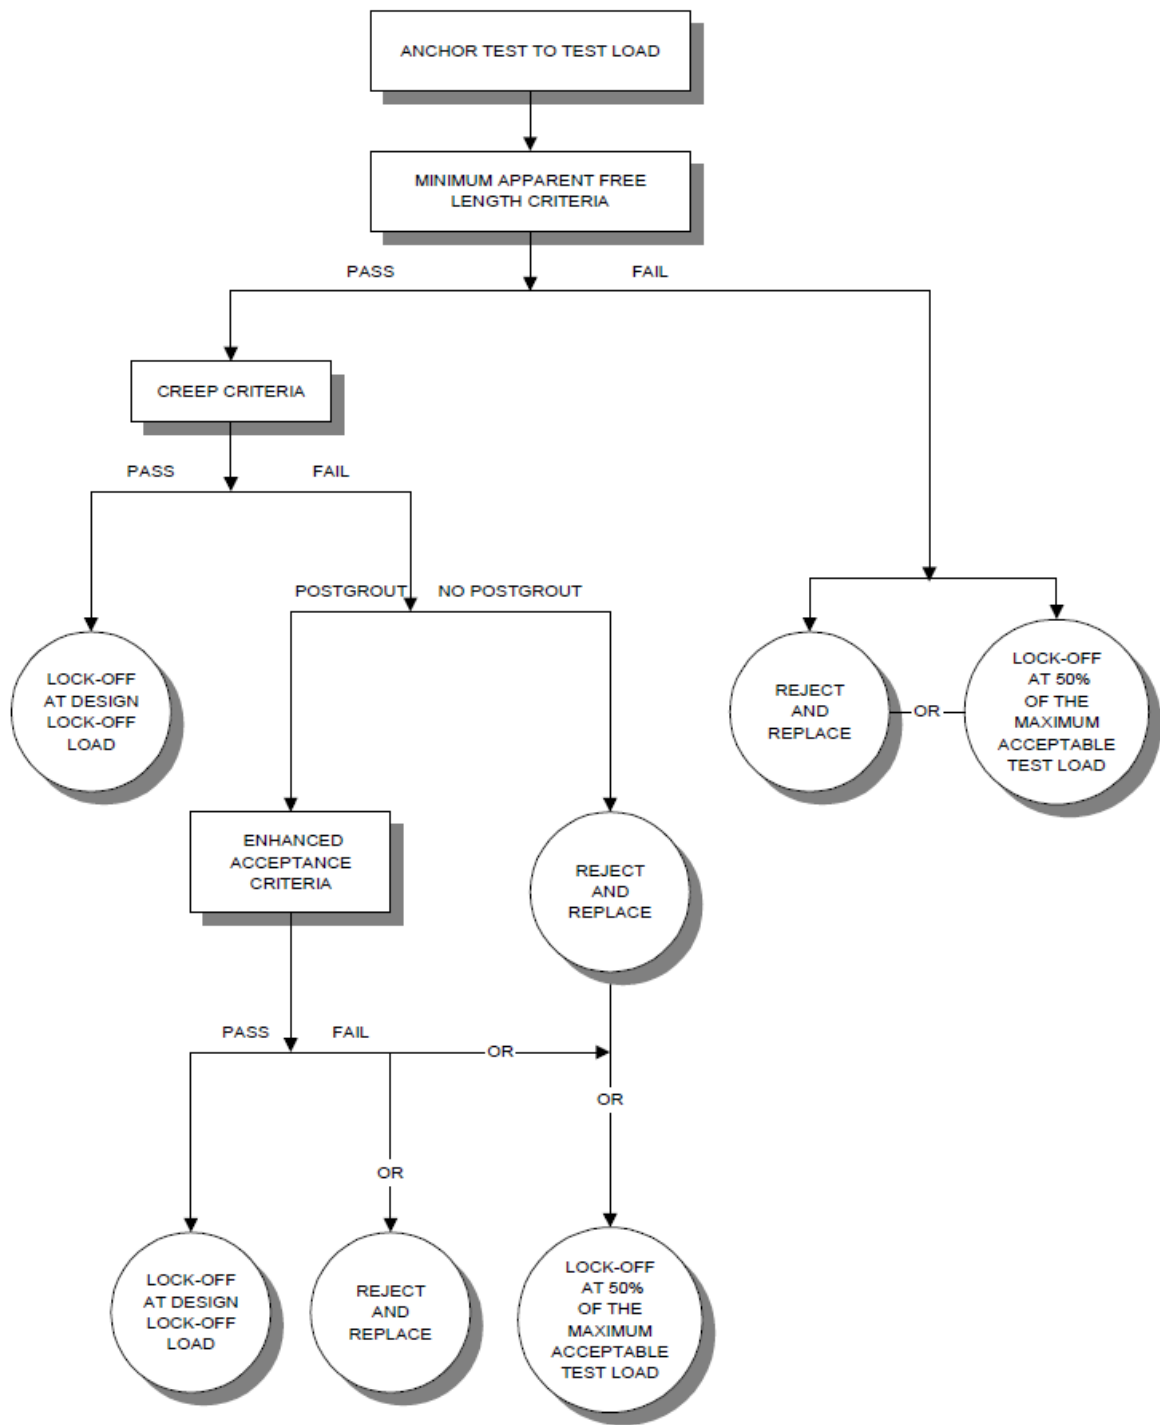 ANCHOR TEST TO TEST LOAD
MINIMUM APPARENT FREE
LENGTH CRITERIA
PASS
FAIL
CREEP CRITERIA
PASS
FAIL
POSTGROUT
NO POSTGROUT
LOCK-OFF
AT DESIGN
LOCK-OFF
LOAD
REJECT
AND
REPLACE
OR
LOCK-OFF
AT 50%
OF THE
MAXIMUM
ACCEPTABLE
TEST LOAD
ENHANCED
ACCEPTANCE
CRITERIA
REJECT
AND
REPLACE
PASS
FAIL
OR
OR
OR
LOCK-OFF
AT DESIGN
LOCK-OFF
LOAD
REJECT
AND
REPLACE
LOCK-OFF
AT 50%
OF THE
MAXIMUM
ACCEPTABLE
TEST LOAD